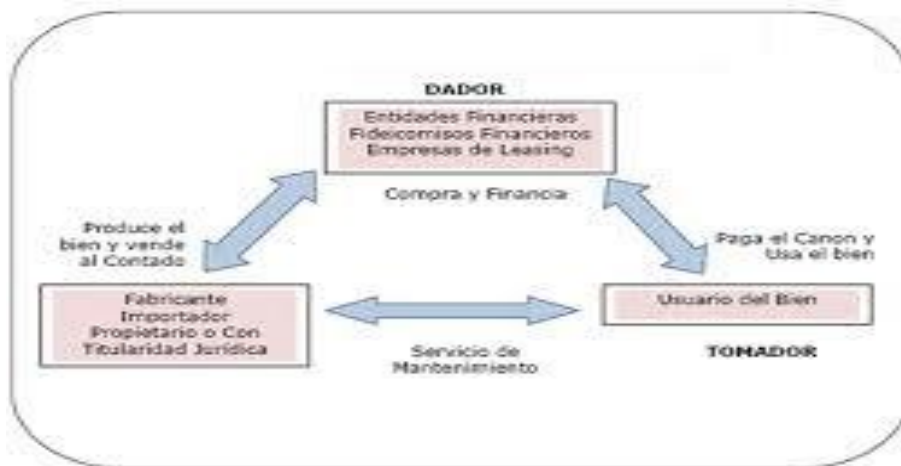 DADOR
Entidades Financieras
Fideicomisos Financieros
Empresas de Leasing
Compra y Financia
Produce el
bien y vende
al Contado
Paga el Canon y
Usa el bien
Fabricante
Importador
Propietario o Con
Titularidad Jurídica
Usuario del Bien
Servicio de
Mantenimiento
TOMADOR